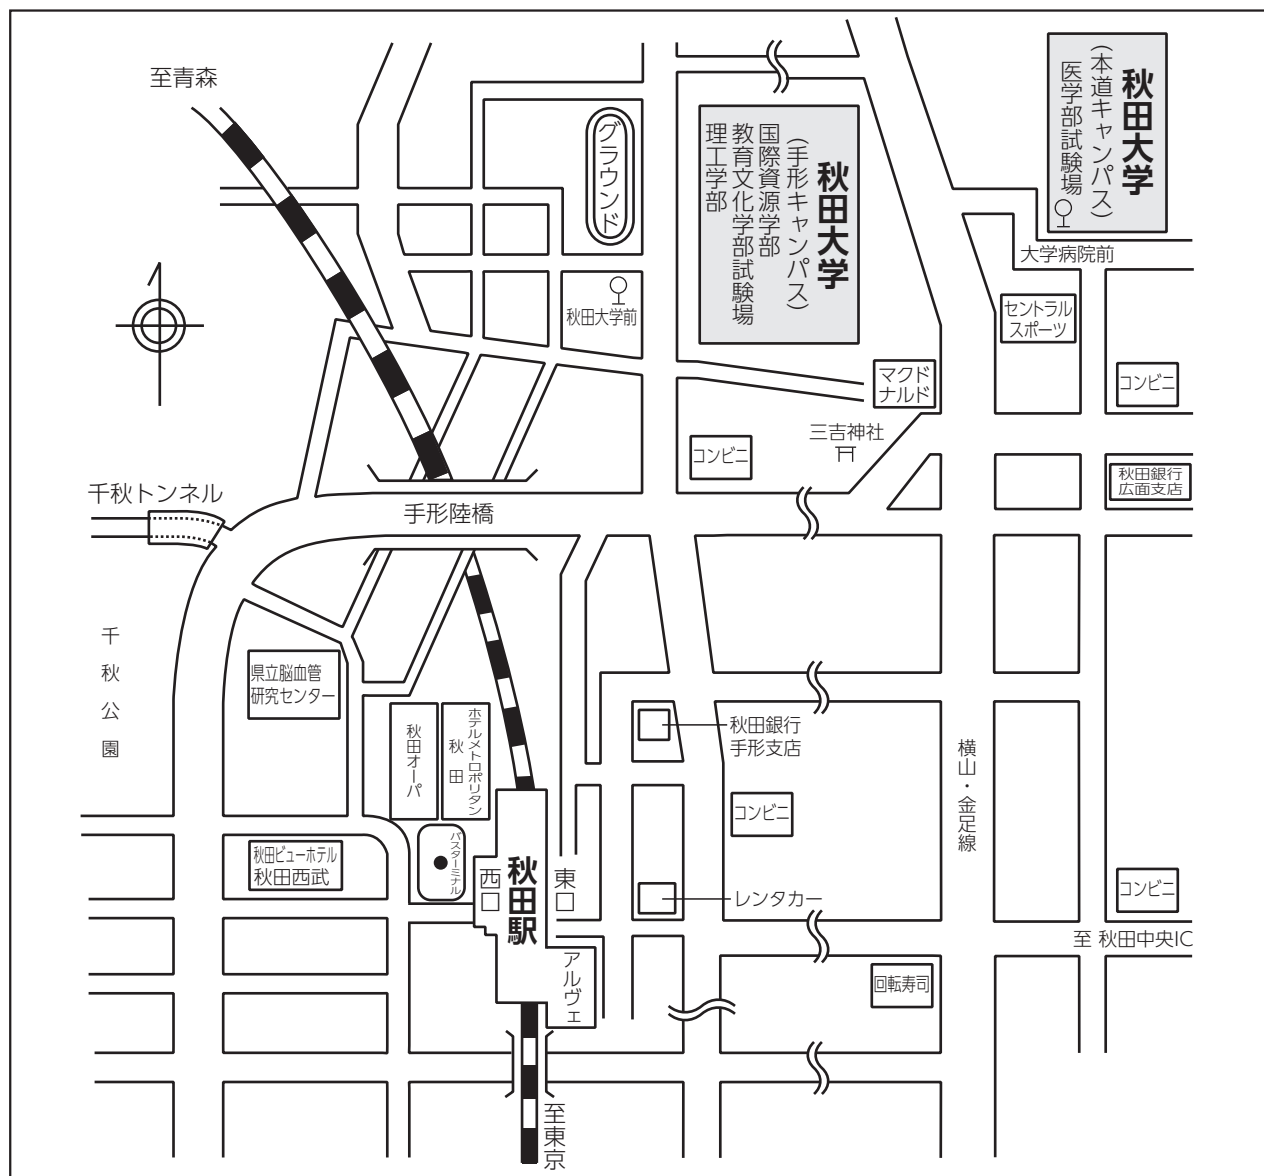 至青森
グラウンド
秋田大学
(手形キャンパス)
国際資源学部
教育文化学部試験場
理工学部
秋田大学
(本道キャンパス)
医学部試験場
大学病院前
秋田大学前
セントラル
スポーツ
コンビニ
マクド
ナルド
三吉神社
コンビニ
秋田銀行
広面支店
千秋トンネル
手形陸橋
千秋公園
県立脳血管
研究センター
秋田オーパ
ホテルメトロポリタン
秋田
秋田銀行
手形支店
横山・金足線
コンビニ
バスターミナル
秋田ビューホテル
秋田西武
西口
秋田駅
東口
レンタカー
コンビニ
至 秋田中央IC
アルヴェ
回転寿司
至東京